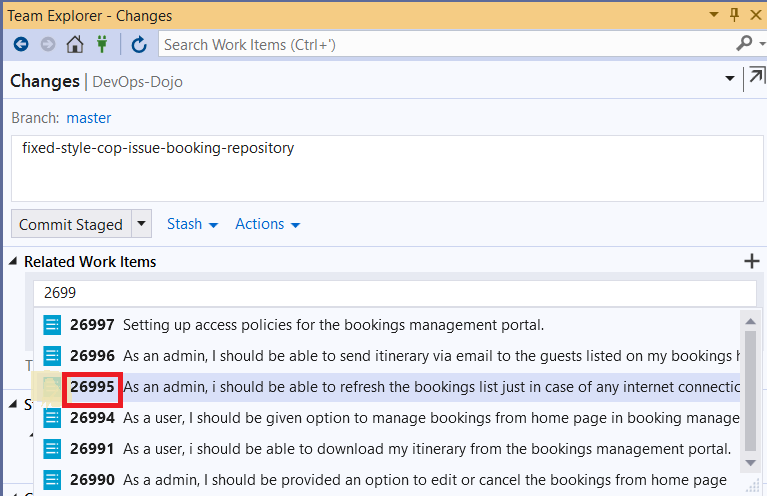 Team Explorer - Changes
Search Work Items (Ctrl+')
Changes | DevOps-Dojo
Branch: master
fixed-style-cop-issue-booking-repository
Commit Staged Stash Actions
Related Work Items
2699
26997 Setting up access policies for the bookings management portal.
26996 As an admin, I should be able to send itinerary via email to the guests listed on my bookings h
T
26995 As an admin, i should be able to refresh the bookings list just in case of any internet connectic
S
26994 As a user, I should be given option to manage bookings from home page in booking manage
26991 As a user, i should be able to download my itinerary from the bookings management portal.
26990 As a admin, I should be provided an option to edit or cancel the bookings from home page